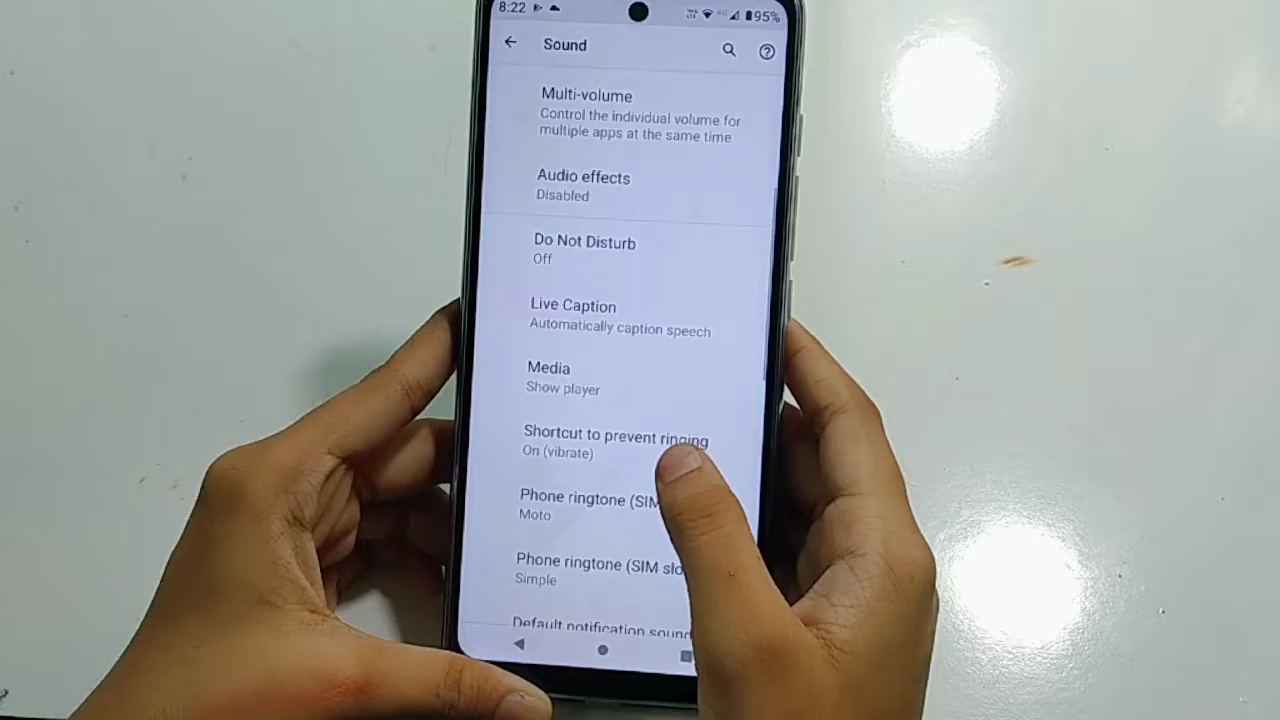 8:22 4G 95%
Sound
Multi-volume
Control the individual volume for
multiple apps at the same time
Audio effects
Disabled
Do Not Disturb
Off
Live Caption
Automatically caption speech
Media
Show player
Shortcut to prevent ringing
On (vibrate)
Phone ringtone (SIM
Moto
Phone ringtone (SIM slo
Simple
Default notification sound